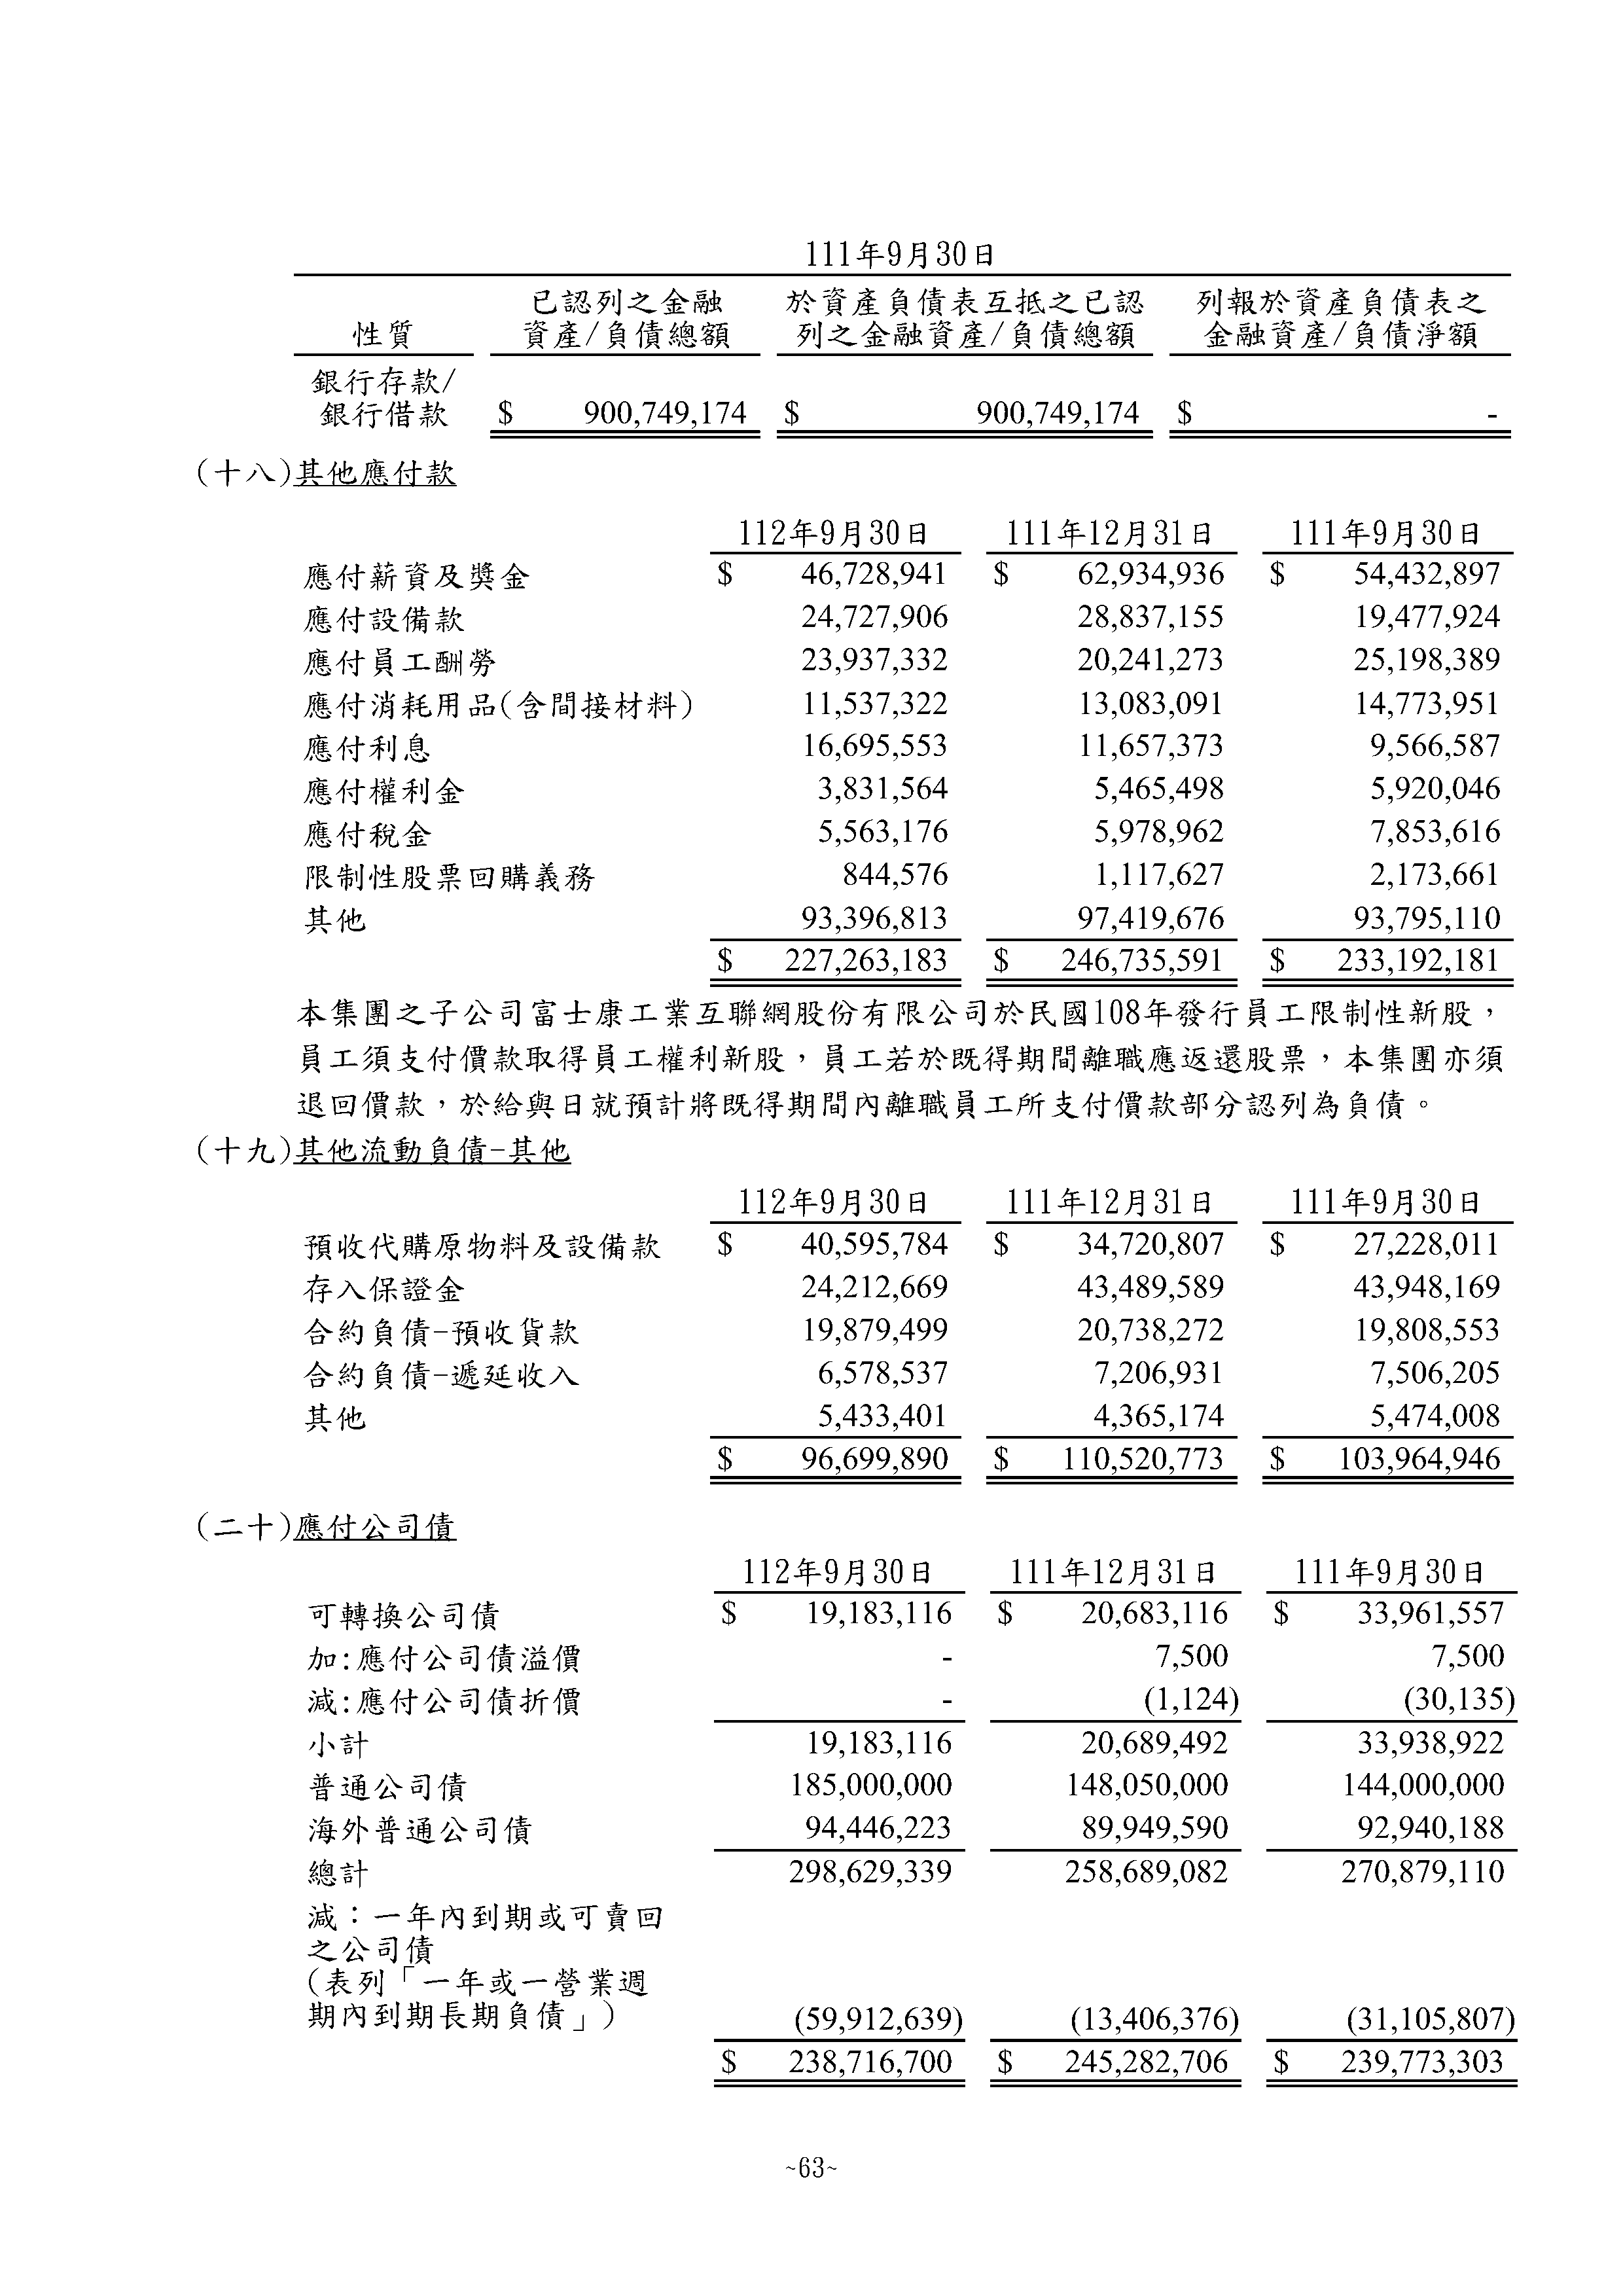 111年9月30日
已認列之金融 於資產負債表互抵之已認 列報於資產負債表之
性質 資產/負債總額 列之金融資產/負債總額 金融資產/負債淨額
銀行存款/
銀行借款 $ 900,749,174 $ 900,749,174 $ -
(十八)其他應付款
112年9月30日 111年12月31日 111年9月30日
應付薪資及獎金 $ 46,728,941 $ 62,934,936 $ 54,432,897
應付設備款 24,727,906 28,837,155 19,477,924
應付員工酬勞 23,937,332 20,241,273 25,198,389
應付消耗用品(含間接材料) 11,537,322 13,083,091 14,773,951
應付利息 16,695,553 11,657,373 9,566,587
應付權利金 3,831,564 5,465,498 5,920,046
應付稅金 5,563,176 5,978,962 7,853,616
限制性股票回購義務 844,576 1,117,627 2,173,661
其他 93,396,813 97,419,676 93,795,110
$ 227,263,183 $ 246,735,591 $ 233,192,181
本集團之子公司富士康工業互聯網股份有限公司於民國108年發行員工限制性新股，
員工須支付價款取得員工權利新股，員工若於既得期間離職應返還股票，本集團亦須
退回價款，於給與日就預計將既得期間內離職員工所支付價款部分認列為負債。
(十九)其他流動負債-其他
112年9月30日 111年12月31日 111年9月30日
預收代購原物料及設備款 $ 40,595,784 $ 34,720,807 $ 27,228,011
存入保證金 24,212,669 43,489,589 43,948,169
合約負債-預收貨款 19,879,499 20,738,272 19,808,553
合約負債-遞延收入 6,578,537 7,206,931 7,506,205
其他 5,433,401 4,365,174 5,474,008
$ 96,699,890 $ 110,520,773 $ 103,964,946
(二十)應付公司債
112年9月30日 111年12月31日 111年9月30日
可轉換公司債 $ 19,183,116 $ 20,683,116 $ 33,961,557
加:應付公司債溢價 - 7,500 7,500
減:應付公司債折價 - (1,124) (30,135)
小計 19,183,116 20,689,492 33,938,922
普通公司債 185,000,000 148,050,000 144,000,000
海外普通公司債 94,446,223 89,949,590 92,940,188
總計 298,629,339 258,689,082 270,879,110
減：一年內到期或可賣回
之公司債
(表列「一年或一營業週
期內到期長期負債」) (59,912,639) (13,406,376) (31,105,807)
$ 238,716,700 $ 245,282,706 $ 239,773,303
~63~